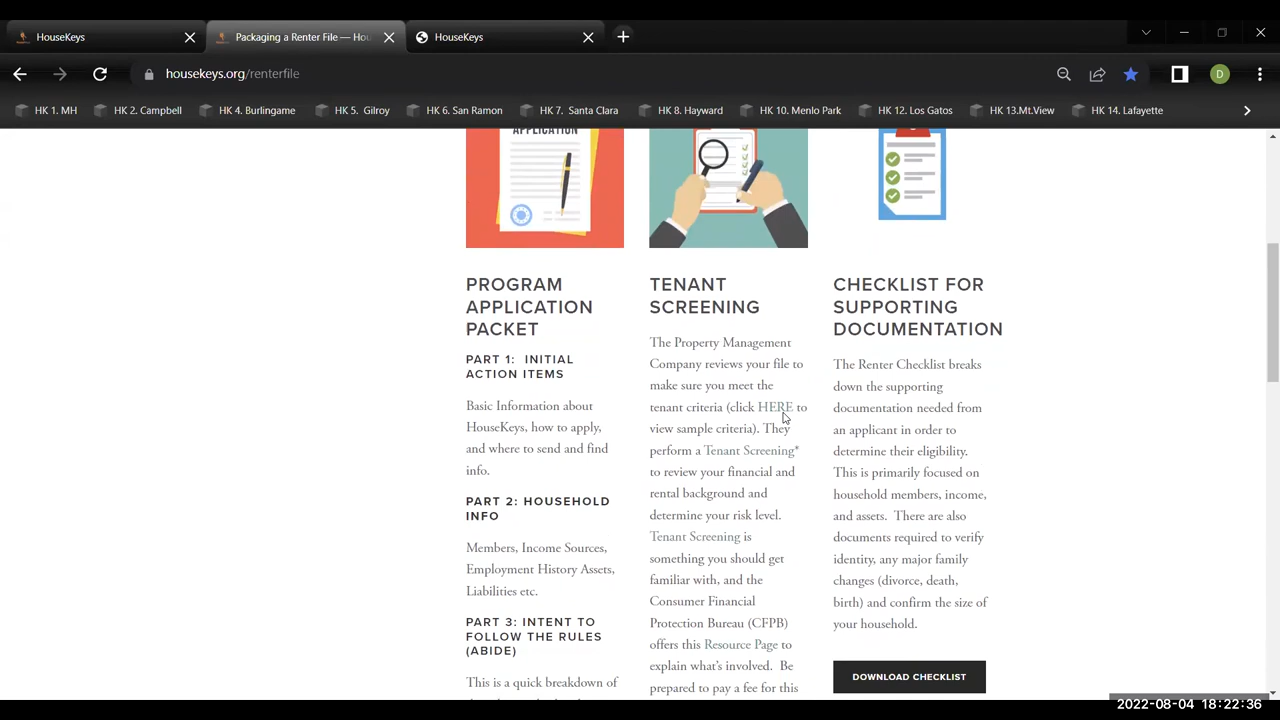 HouseKeys
Packaging a Renter File — Hou
HouseKeys
housekeys.org/renterfile
D
HK 1. MH
HK 2. Campbell
HK 4. Burlingame
HK 5. Gilroy
HK 6. San Ramon
HK 7. Santa Clara
HK 8. Hayward
HK 10. Menlo Park
HK 12. Los Gatos
HK 13.Mt.View
HK 14. Lafayette
APPLICATION
PROGRAM
APPLICATION
PACKET
PART 1: INITIAL
ACTION ITEMS
Basic Information about
HouseKeys, how to apply,
and where to send and find
info.
PART 2: HOUSEHOLD
INFO
Members, Income Sources,
Employment History Assets,
Liabilities etc.
PART 3: INTENT TO
FOLLOW THE RULES
(ABIDE)
This is a quick breakdown of
TENANT
SCREENING
The Property Management
Company reviews your file to
make sure you meet the
tenant criteria (click HERE to
view sample criteria). They
perform a Tenant Screening*
to review your financial and
rental background and
determine your risk level.
Tenant Screening is
something you should get
familiar with, and the
Consumer Financial
Protection Bureau (CFPB)
offers this Resource Page to
explain what's involved. Be
prepared to pay a fee for this
CHECKLIST FOR
SUPPORTING
DOCUMENTATION
The Renter Checklist breaks
down the supporting
documentation needed from
an applicant in order to
determine their eligibility.
This is primarily focused on
household members, income,
and assets. There are also
documents required to verify
identity, any major family
changes (divorce, death,
birth) and confirm the size of
your household.
DOWNLOAD CHECKLIST
2022-08-04 18:22:36